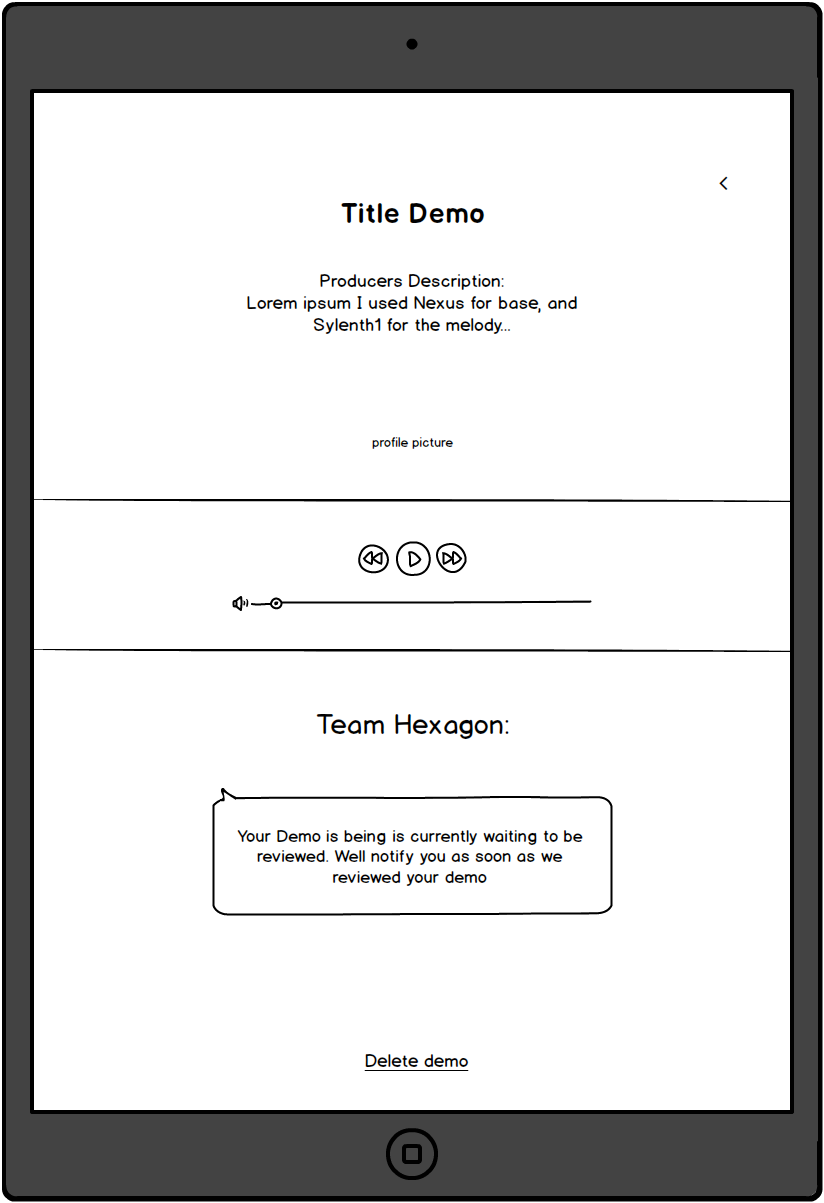 Title Demo
Producers Description:
Lorem ipsum I used Nexus for base, and
Sylenth1 for the melody...
profile picture
Team Hexagon:
Your Demo is being is currently waiting to be
reviewed. Well notify you as soon as we
reviewed your demo
Delete demo